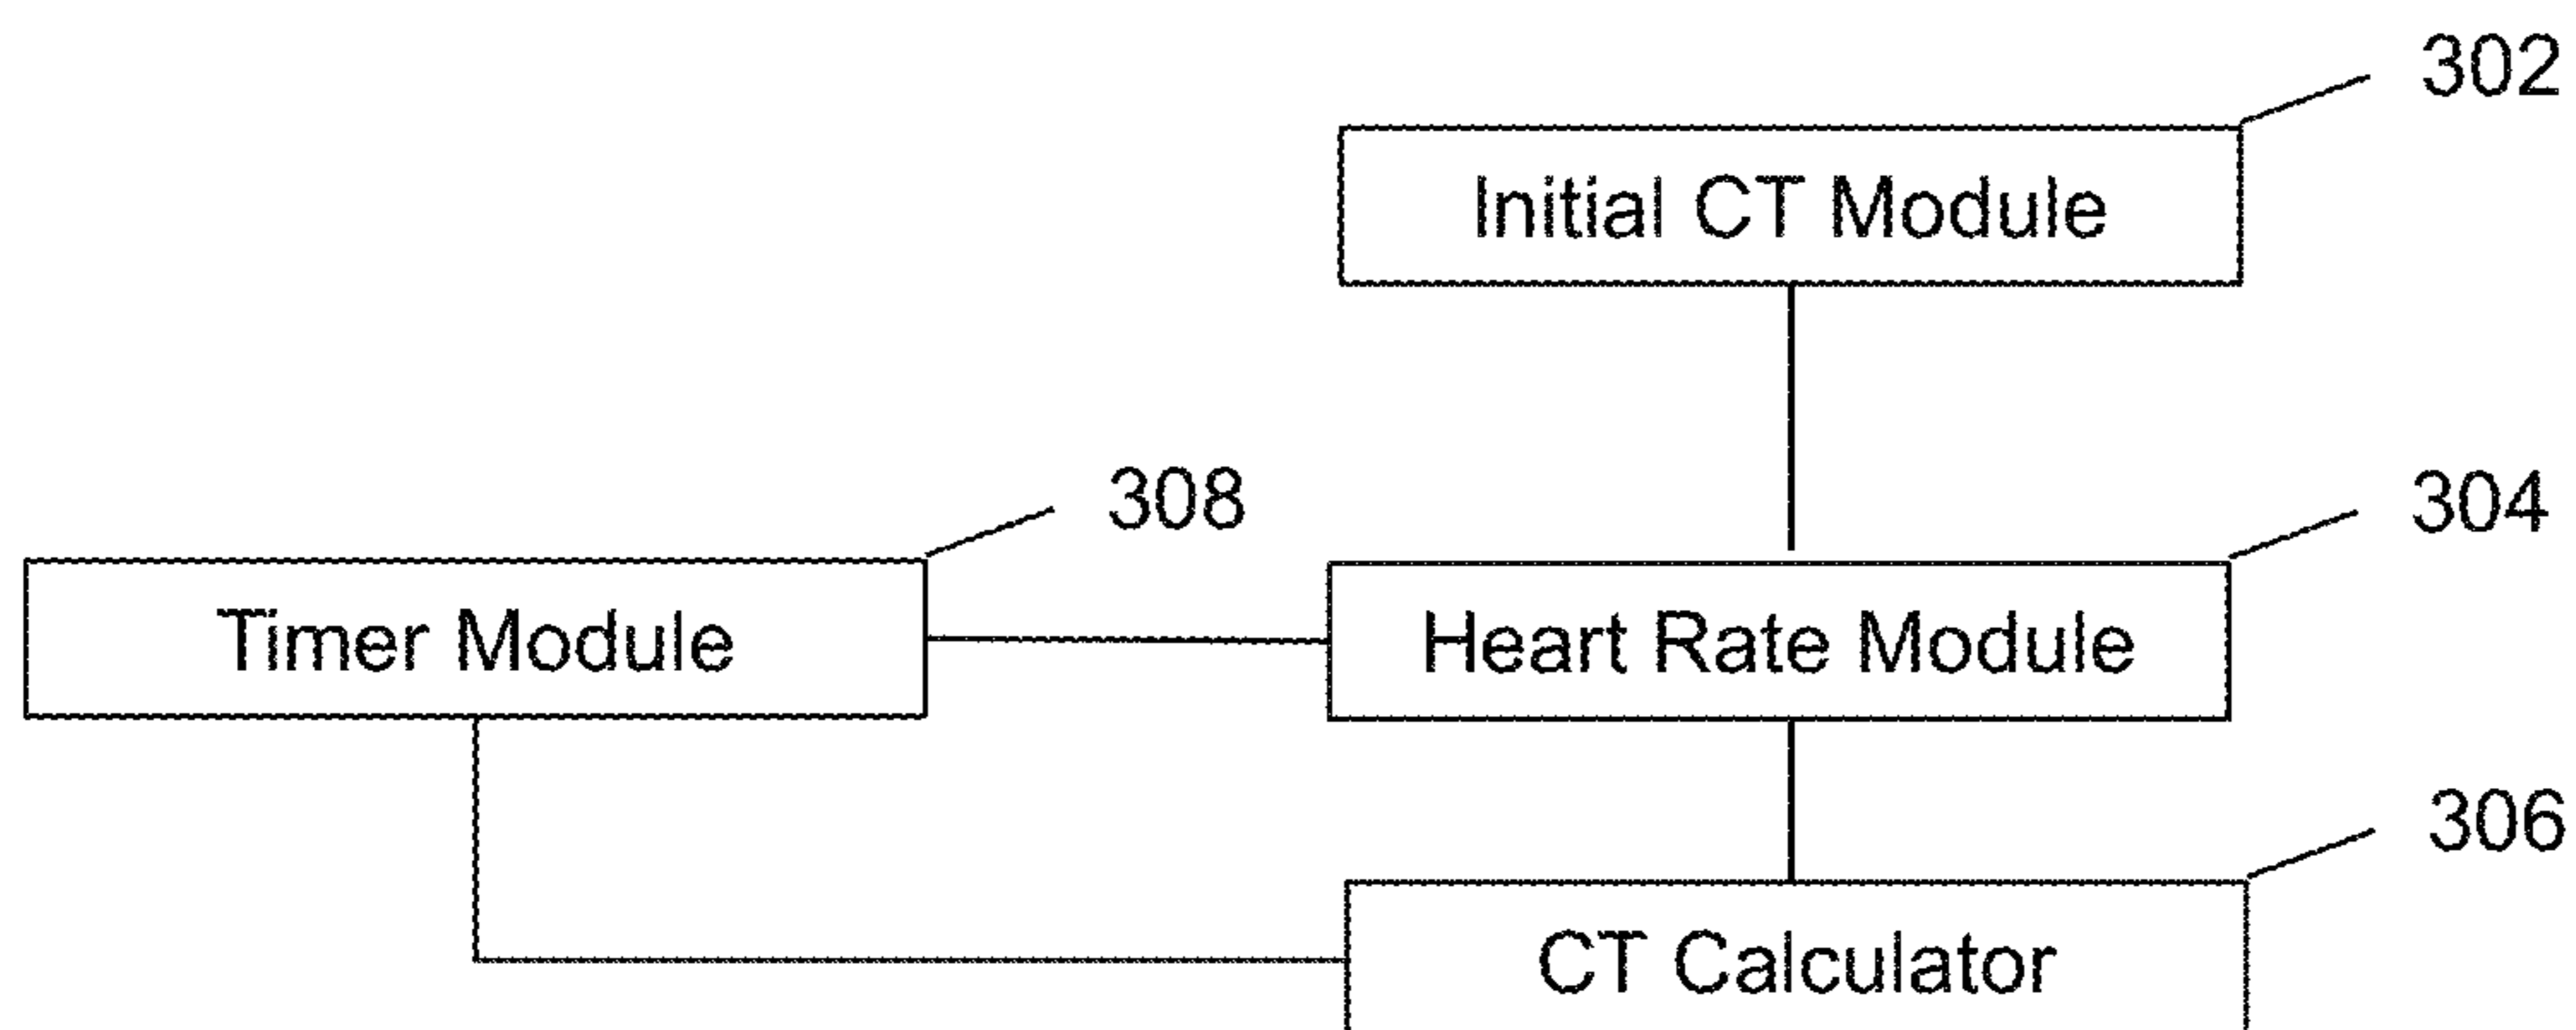 302
Initial CT Module
308
304
Timer Module
Heart Rate Module
306
CT Calculator